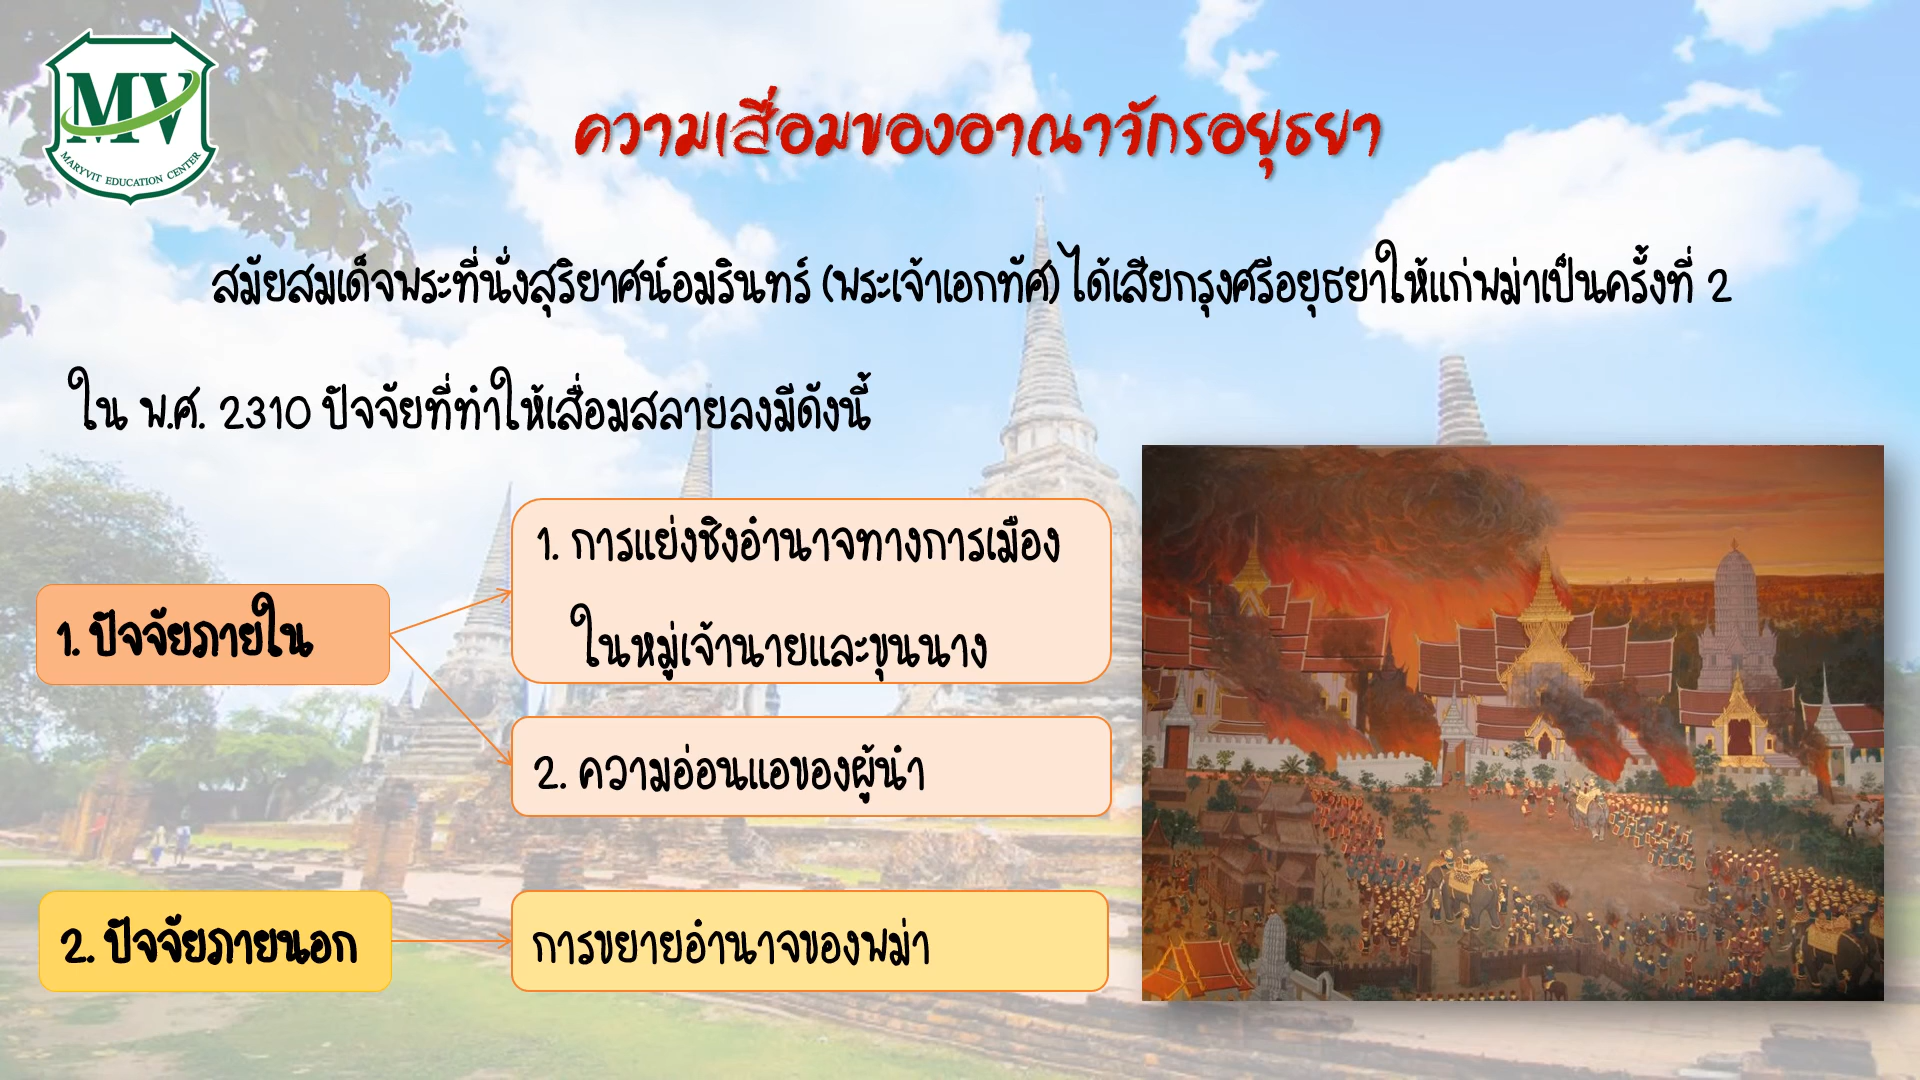 MV
MARYVIT EDUCATION CENTER
ความเสื่อมของอาณาจักรอยุธยา
สมัยสมเด็จพระที่นั่งสุริยาศน์อมรินทร์ (พระเจ้าเอกทัศ) ได้เสียกรุงศรีอยุธยาให้แก่พม่าเป็นครั้งที่ 2
ใน พ.ศ. 2310 ปัจจัยที่ทำให้เสื่อมสลายลงมีดังนี้
1. ปัจจัยภายใน
1. การแย่งชิงอำนาจทางการเมือง
ในหมู่เจ้านายและขุนนาง
2. ความอ่อนแอของผู้นำ
2. ปัจจัยภายนอก
การขยายอำนาจของพม่า